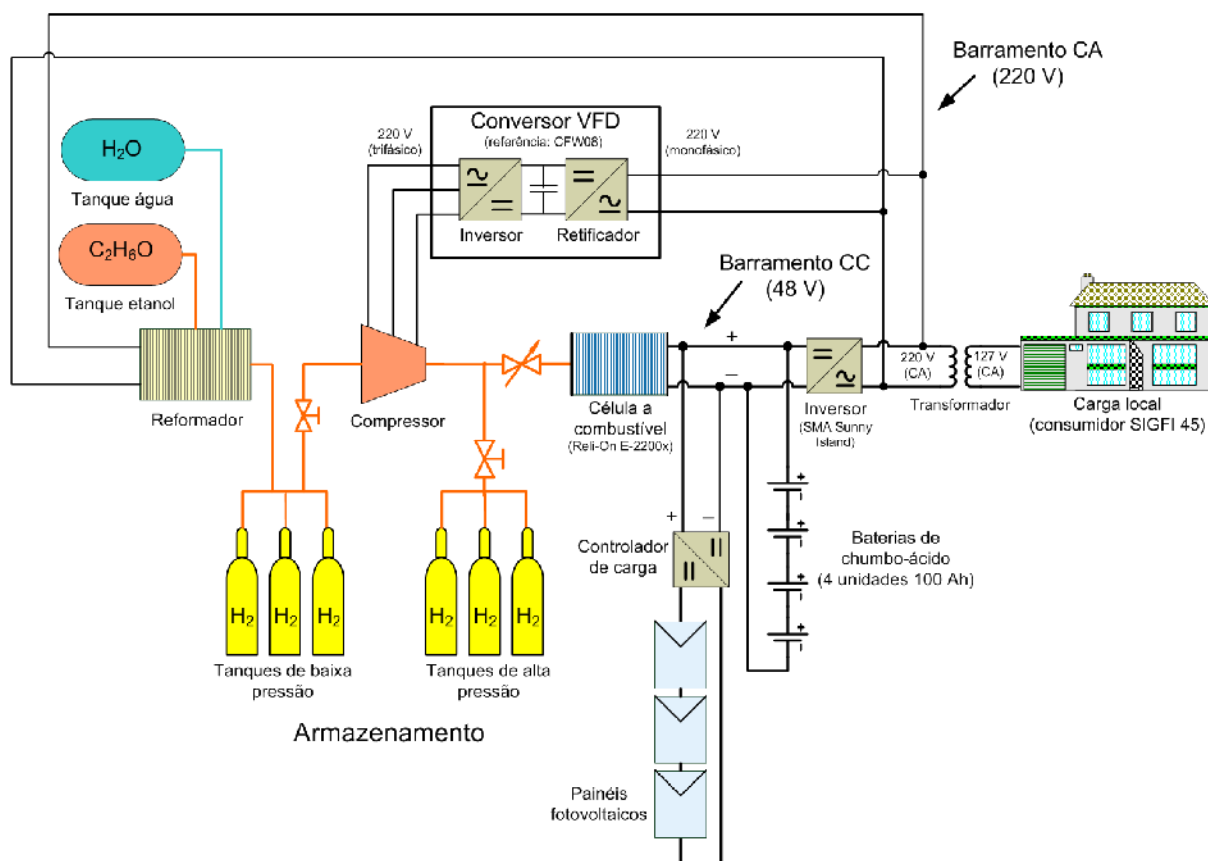 Barramento CA
(220 V)
Conversor VFD
(referência: CFW08)
220 V
(trifásico)
220 V
(monofásico)
Inversor
Retificador
H₂O
Tanque água
C₂H₆O
Tanque etanol
Barramento CC
(48 V)
+
–
Reformador
Compressor
Célula a
combustível
(Reli-On E-2200x)
Inversor
(SMA Sunny
Island)
220 V
(CA)
127 V
(CA)
Transformador
Carga local
(consumidor SIGFI 45)
+
–
Controlador
de carga
+
+
+
+
Baterias de
chumbo-ácido
(4 unidades 100 Ah)
H₂
H₂
H₂
H₂
H₂
H₂
Tanques de baixa
pressão
Tanques de alta
pressão
Armazenamento
Painéis
fotovoltaicos